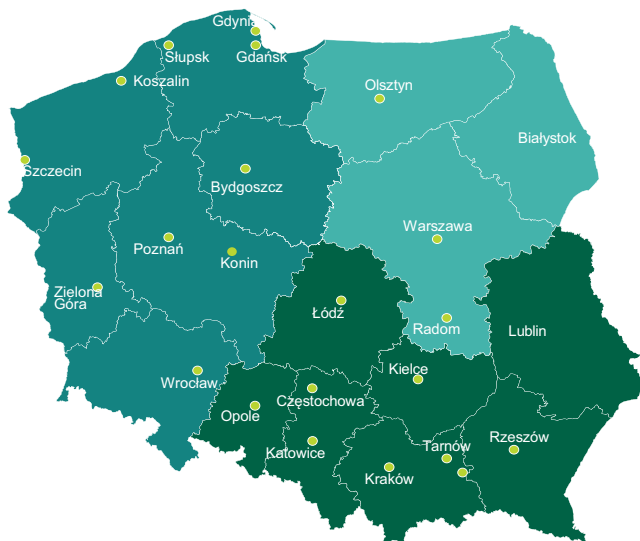 Gdynia
Słupsk
Gdańsk
Koszalin
Olsztyn
Białystok
Szczecin
Bydgoszcz
Warszawa
Poznań
Konin
Zielona
Góra
Łódź
Radom
Lublin
Kielce
Wrocław
Częstochowa
Opole
Tarnów
Rzeszów
Katowice
Kraków